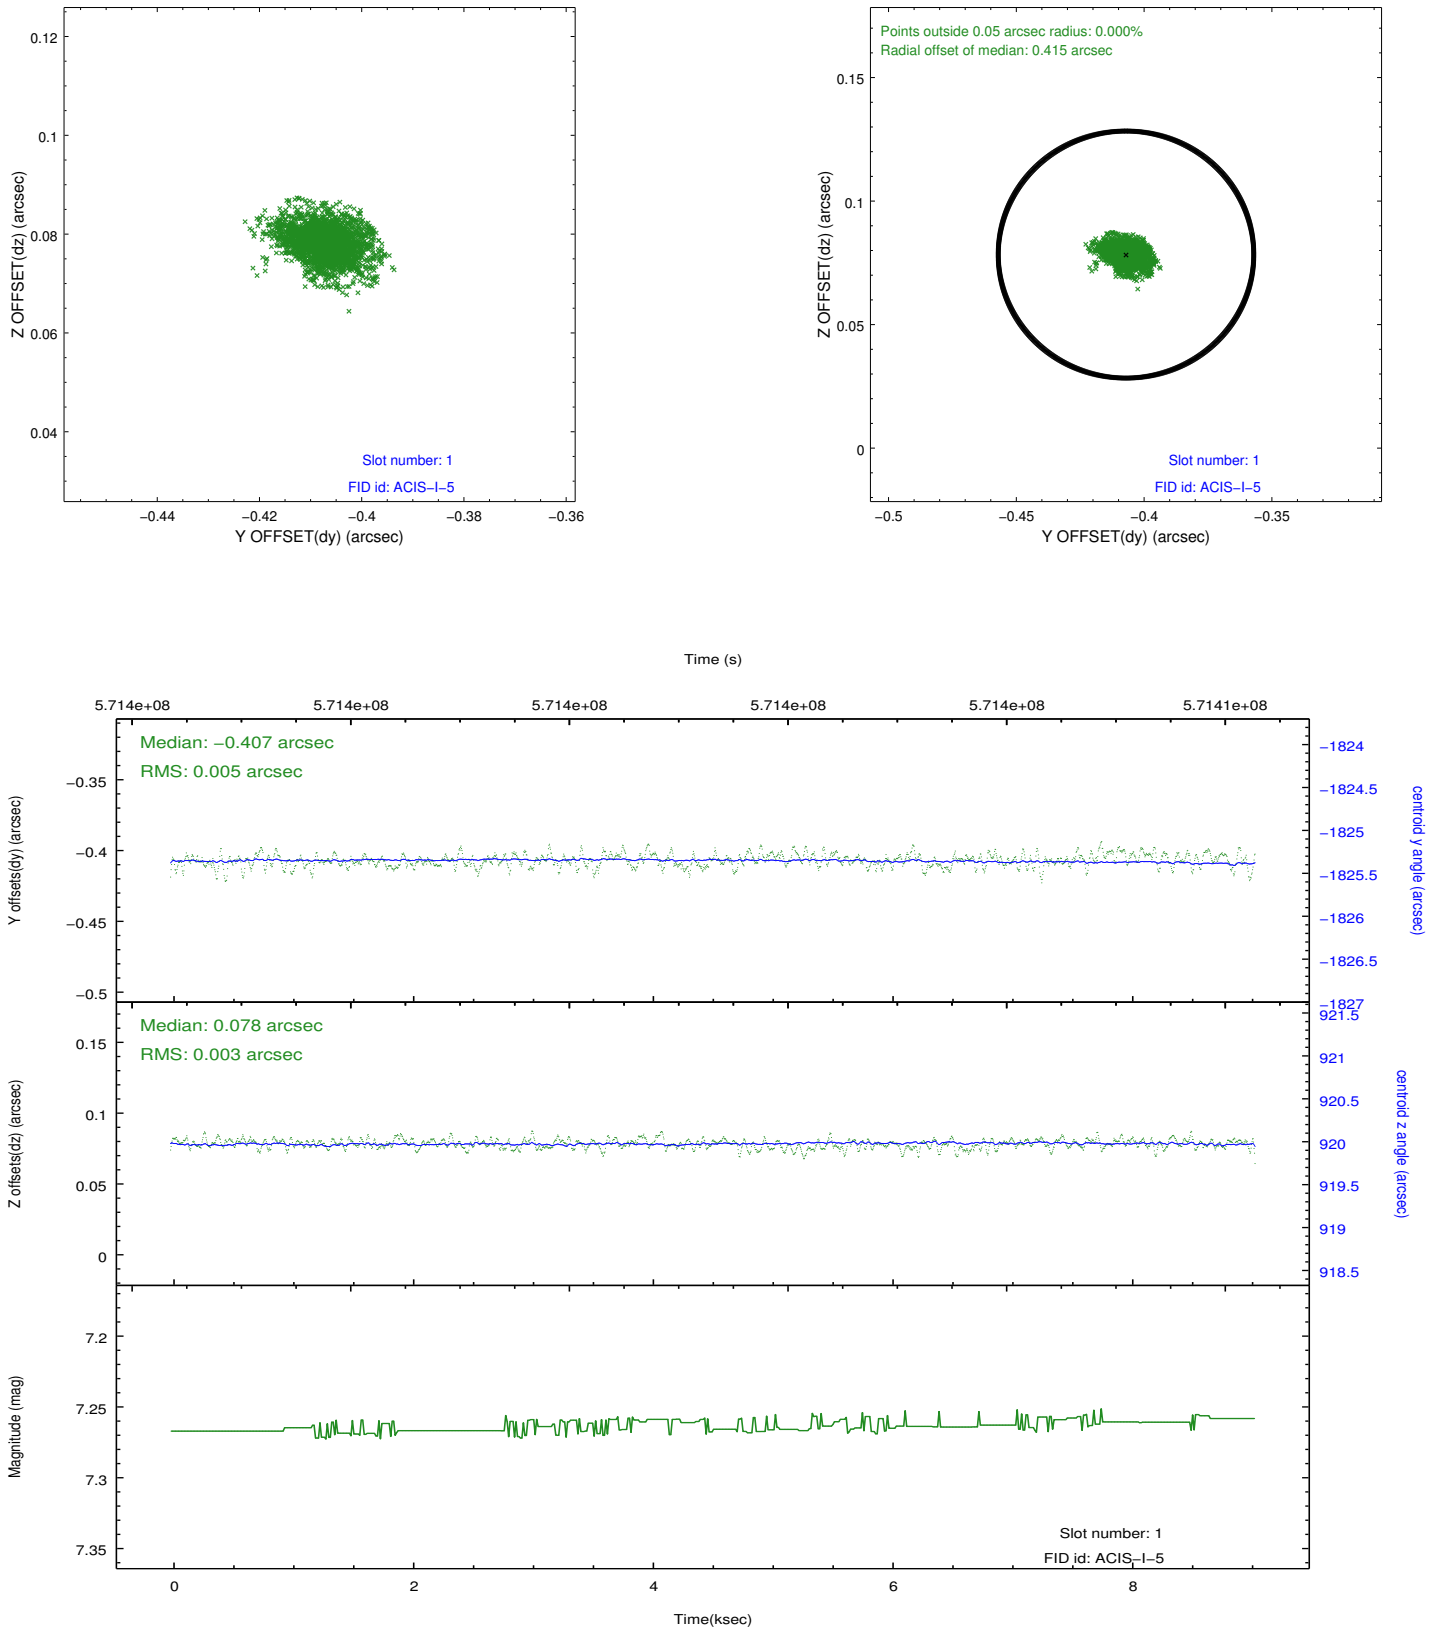 0.12
0.1
0.08
0.06
0.04
Z OFFSET(dz) (arcsec)
Slot number: 1
FID id: ACIS−I−5
−0.44
−0.42
−0.4
−0.38
−0.36
Y OFFSET(dy) (arcsec)
Points outside 0.05 arcsec radius: 0.000%
Radial offset of median: 0.415 arcsec
0.15
0.1
0.05
0
Z OFFSET(dz) (arcsec)
Slot number: 1
FID id: ACIS−I−5
−0.5
−0.45
−0.4
−0.35
Y OFFSET(dy) (arcsec)
Time (s)
5.714e+08
5.714e+08
5.714e+08
5.714e+08
5.714e+08
5.7141e+08
Median: −0.407 arcsec
RMS: 0.005 arcsec
−0.35
−0.4
−0.45
−0.5
Y offsets(dy) (arcsec)
−1824
−1824.5
−1825
−1825.5
−1826
−1826.5
−1827
centroid y angle (arcsec)
Median: 0.078 arcsec
RMS: 0.003 arcsec
0.15
0.1
0.05
0
Z offsets(dz) (arcsec)
921.5
921
920.5
920
919.5
919
918.5
centroid z angle (arcsec)
7.2
7.25
7.3
7.35
Magnitude (mag)
Slot number: 1
FID id: ACIS−I−5
0
2
4
6
8
Time(ksec)